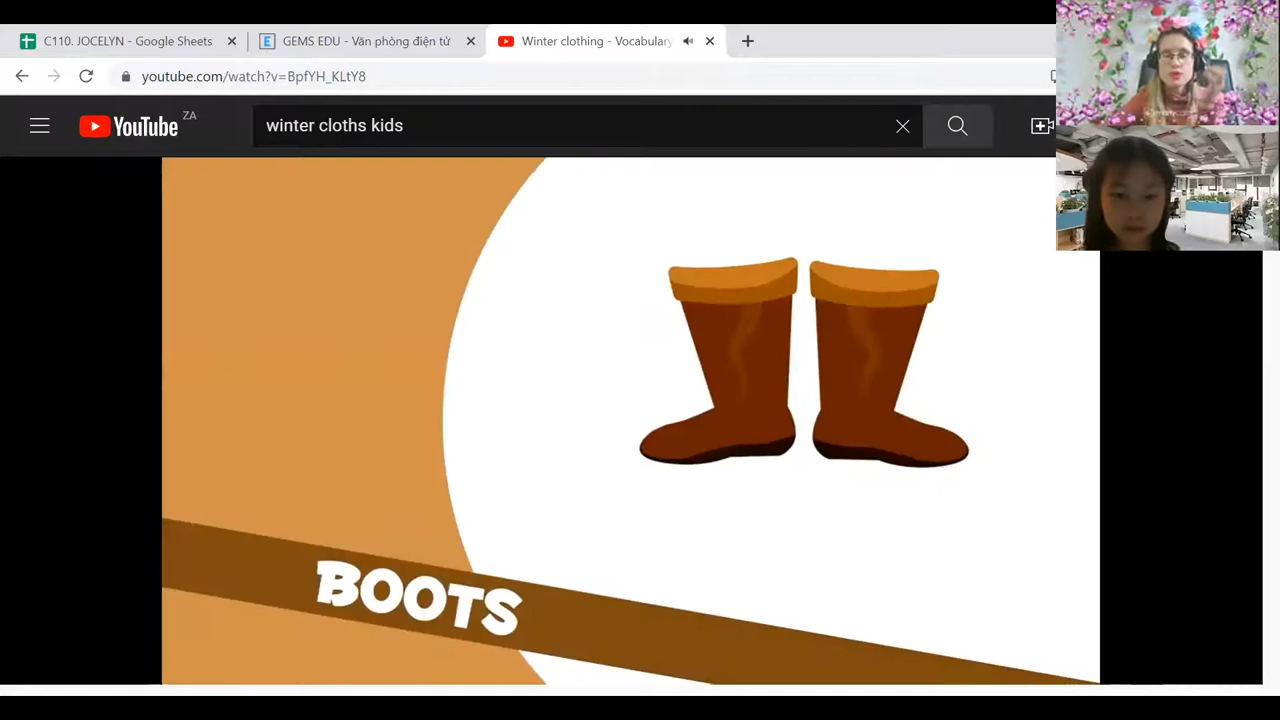 C110. JOCELYN - Google Sheets
GEMS EDU - Văn phòng điện tử
Winter clothing - Vocabulary
youtube.com/watch?v=BpfYH_KLtY8
YouTube ZA
winter cloths kids
BOOTS